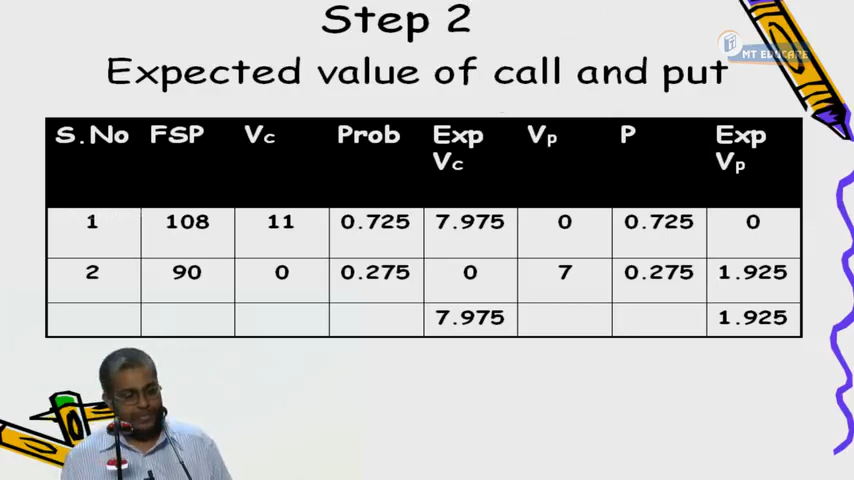 Step 2
MT EDUCARE
Expected value of call and put
S.No FSP Vc Prob Exp Vc Vp P Exp Vp
1 108 11 0.725 7.975 0 0.725 0
2 90 0 0.275 0 7 0.275 1.925
7.975 1.925